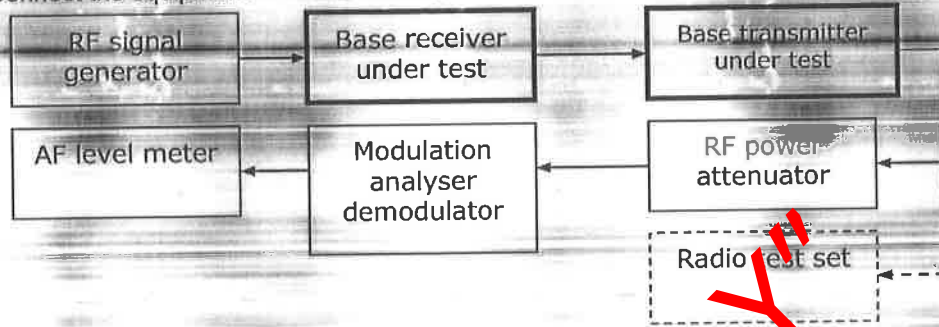 RF signal
generator
Base receiver
under test
Base transmitter
under test
AF level meter
Modulation
analyser
demodulator
RF power
attenuator
Radio test set
Y"